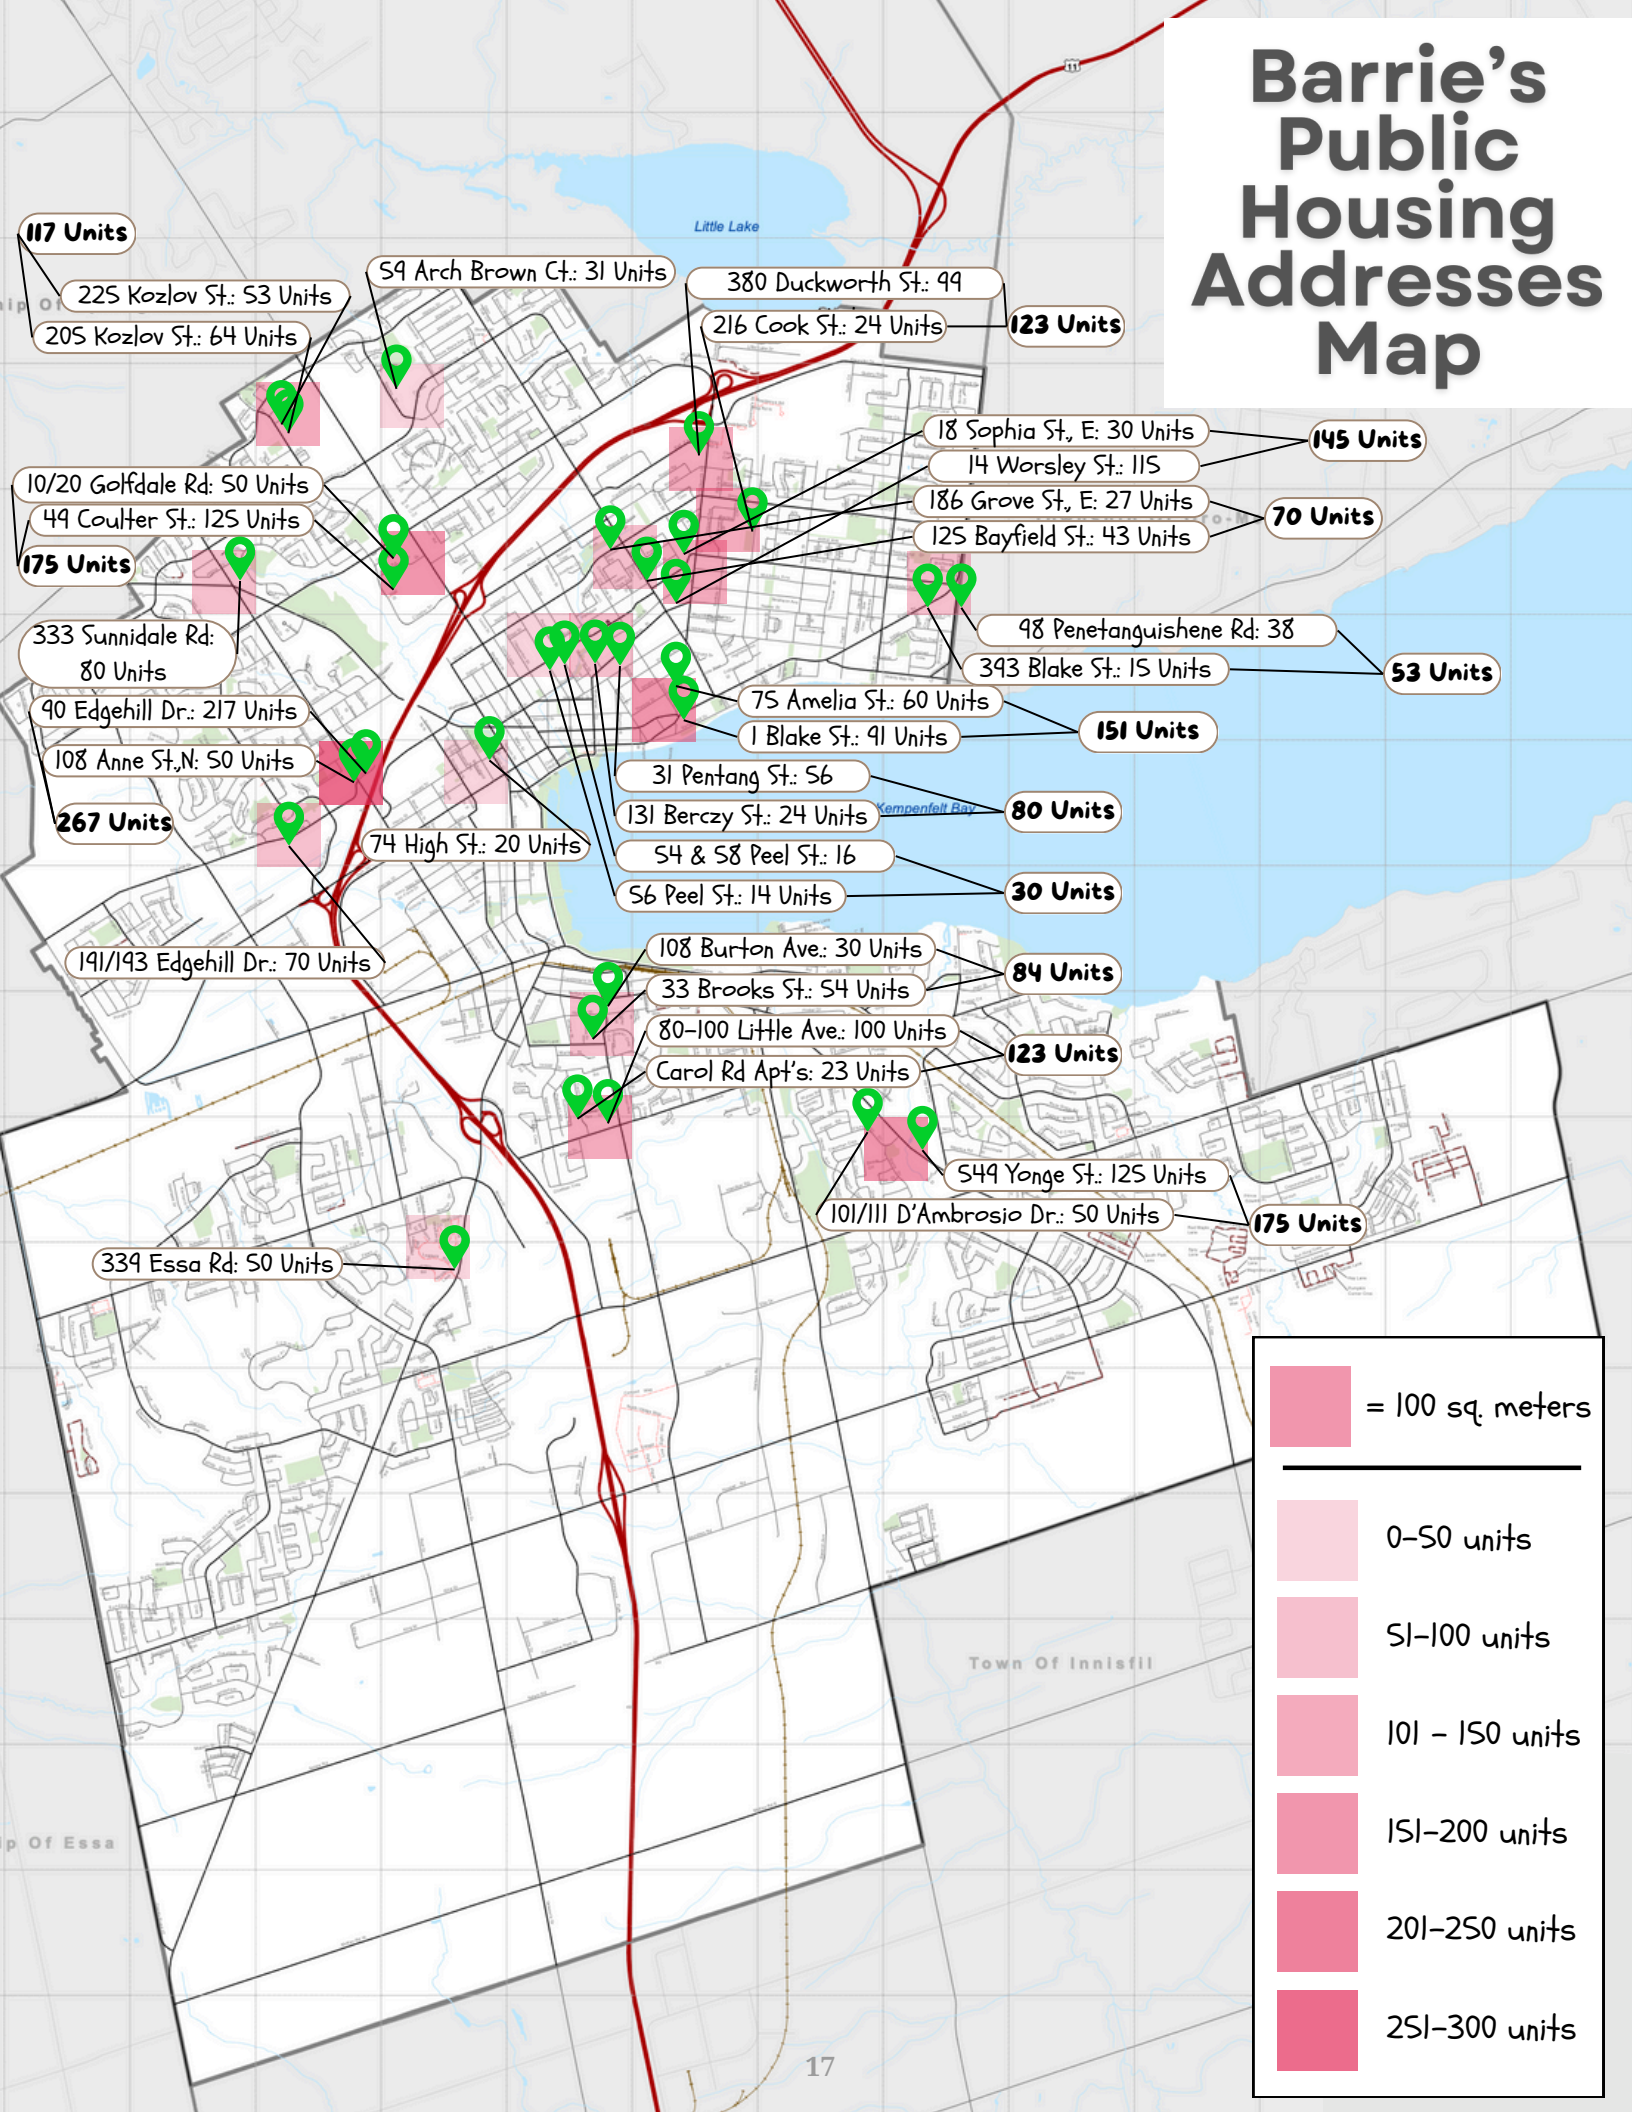 Barrie's
Public
Housing
Addresses
Map
11
Little Lake
117 Units
225 Kozlov St.: 53 Units
205 Kozlov St.: 64 Units
59 Arch Brown Ct.: 31 Units
380 Duckworth St.: 99
216 Cook St.: 24 Units
123 Units
18 Sophia St., E: 30 Units
14 Worsley St.: 115
145 Units
186 Grove St., E: 27 Units
125 Bayfield St.: 43 Units
70 Units
10/20 Golfdale Rd: 50 Units
49 Coulter St.: 125 Units
175 Units
333 Sunnidale Rd:
80 Units
98 Penetanguishene Rd: 38
393 Blake St.: 15 Units
53 Units
90 Edgehill Dr.: 217 Units
108 Anne St.,N: 50 Units
267 Units
75 Amelia St.: 60 Units
1 Blake St.: 91 Units
151 Units
31 Pentang St.: 56
131 Berczy St.: 24 Units
80 Units
Kempenfelt Bay
74 High St.: 20 Units
54 & 58 Peel St.: 16
56 Peel St.: 14 Units
30 Units
191/193 Edgehill Dr.: 70 Units
108 Burton Ave.: 30 Units
33 Brooks St.: 54 Units
84 Units
80-100 Little Ave.: 100 Units
Carol Rd Apt's: 23 Units
123 Units
549 Yonge St.: 125 Units
101/111 D'Ambrosio Dr.: 50 Units
175 Units
339 Essa Rd: 50 Units
= 100 sq. meters
0-50 units
51-100 units
101 - 150 units
151-200 units
201-250 units
251-300 units
Town Of Innisfil
ip Of Essa
17